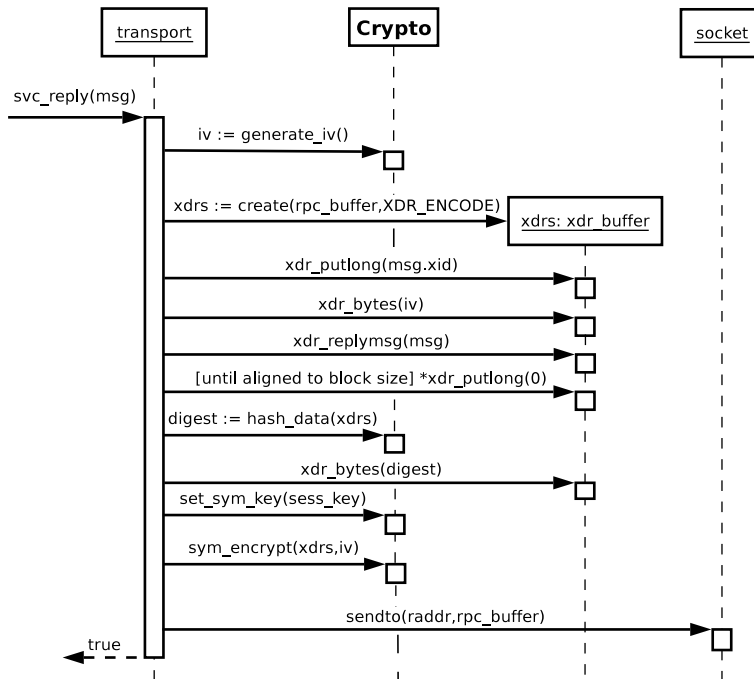 transport
Crypto
socket
svc_reply(msg)
iv := generate_iv()
xdrs := create(rpc_buffer,XDR_ENCODE)
xdrs: xdr_buffer
xdr_putlong(msg.xid)
xdr_bytes(iv)
xdr_replymsg(msg)
[until aligned to block size] *xdr_putlong(0)
digest := hash_data(xdrs)
xdr_bytes(digest)
set_sym_key(sess_key)
sym_encrypt(xdrs,iv)
sendto(raddr,rpc_buffer)
true